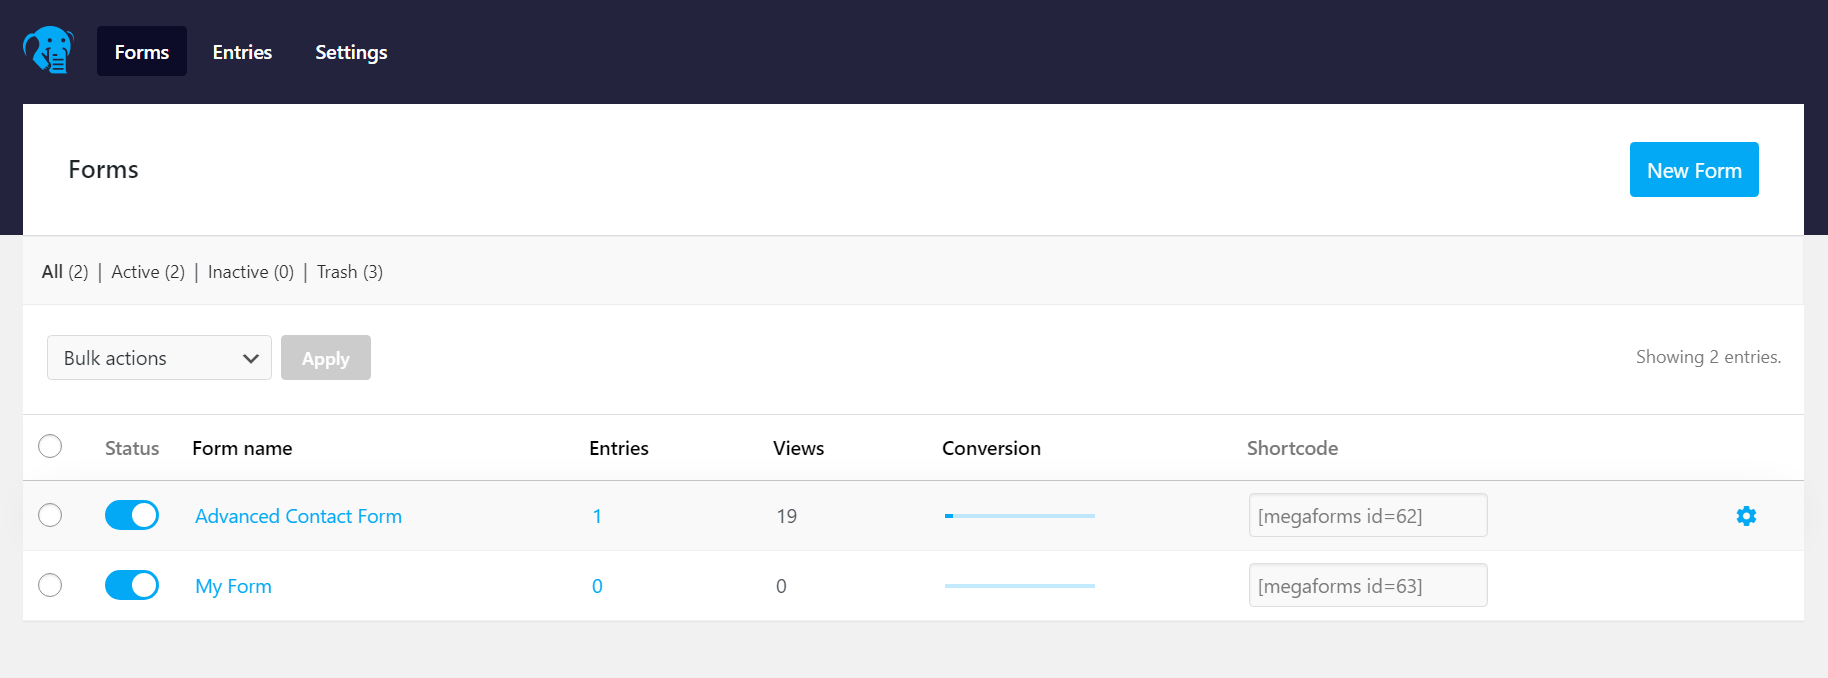 Forms Entries Settings
Forms
New Form
All (2) | Active (2) | Inactive (0) | Trash (3)
Bulk actions Apply Showing 2 entries.
Status Form name Entries Views Conversion Shortcode
Advanced Contact Form 1 19 [megaforms id=62]
My Form 0 0 [megaforms id=63]